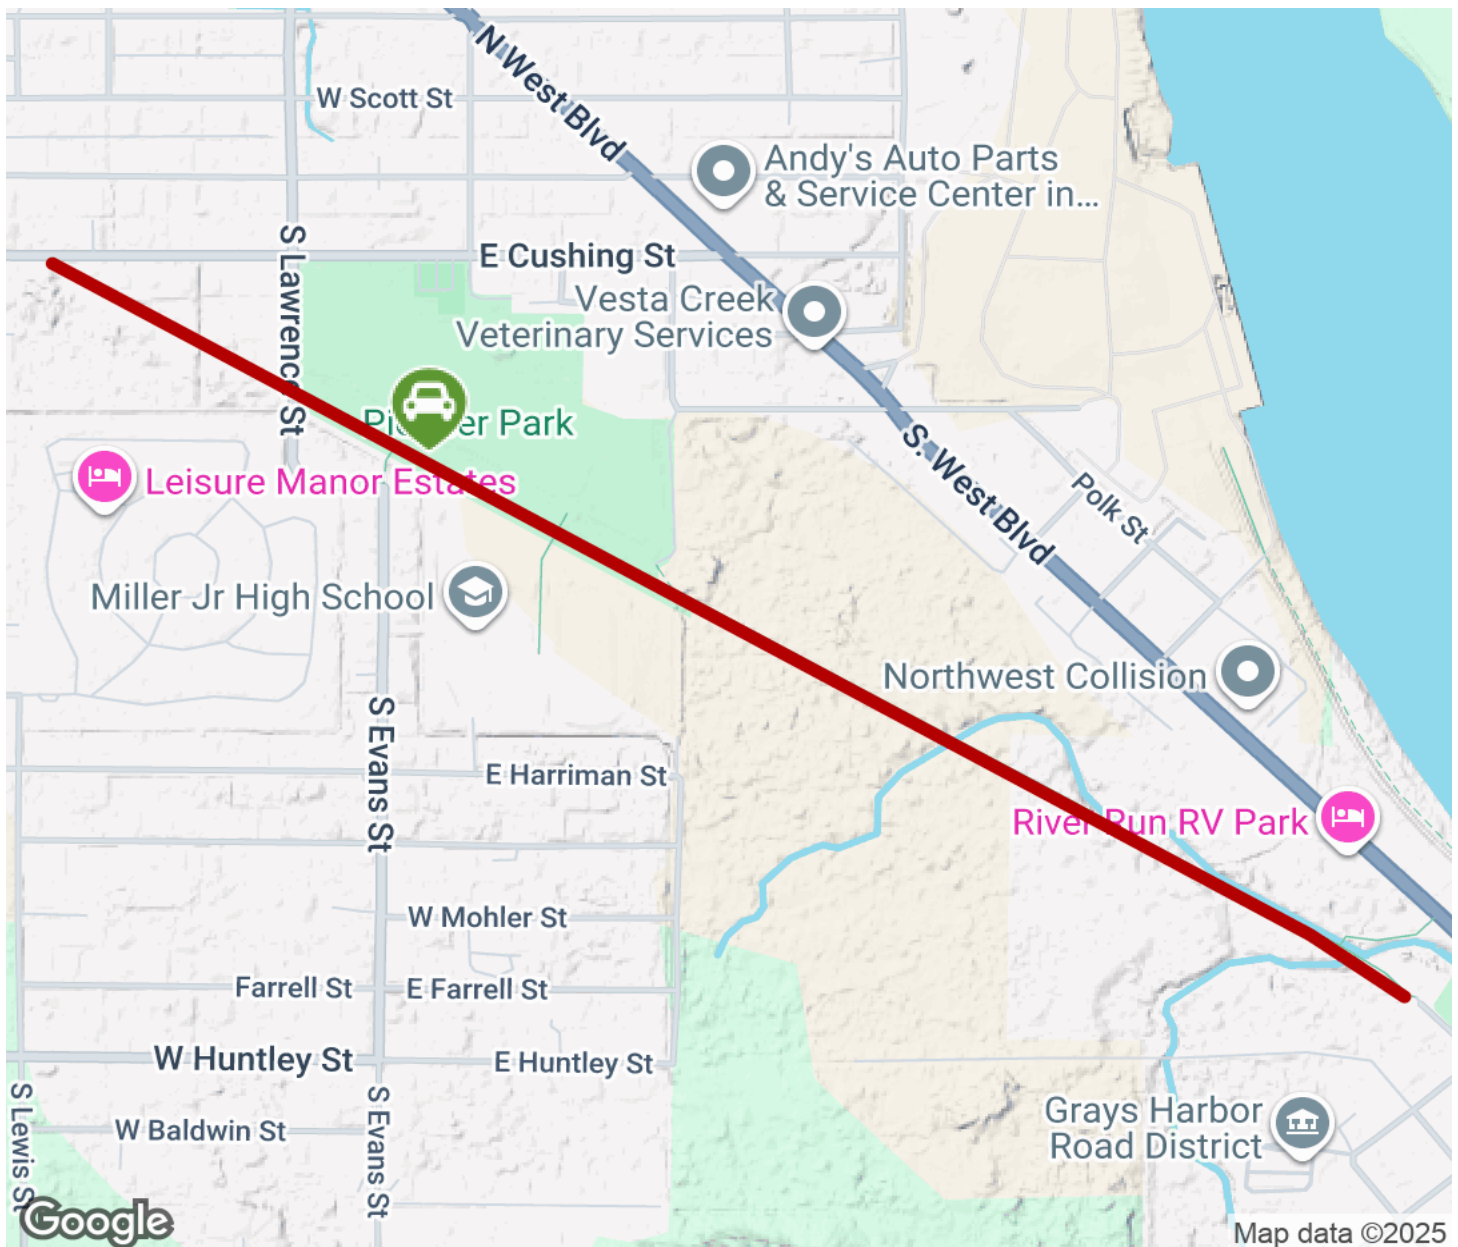 N West Blvd
W Scott St
Andy's Auto Parts
& Service Center in...
S Lawrence St
E Cushing St
Vesta Creek
Veterinary Services
Park
S. West Blvd
Polk St
Leisure Manor Estates
Miller Jr High School
Northwest Collision
S Evans St
E Harriman St
River Run RV Park
W Mohler St
Farrell St
E Farrell St
W Huntley St
E Huntley St
S Lewis St
S Evans St
W Baldwin St
Grays Harbor
Road District
Google
Map data ©2025